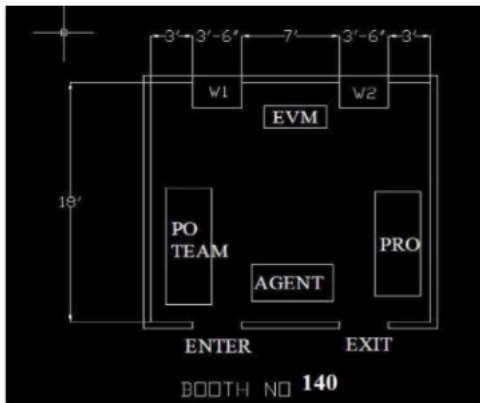 3' 3'-6" 7' 3'-6" 3'
W1 W2
EVM
18'
PO
TEAM
PRO
AGENT
ENTER EXIT
BOOTH NO 140